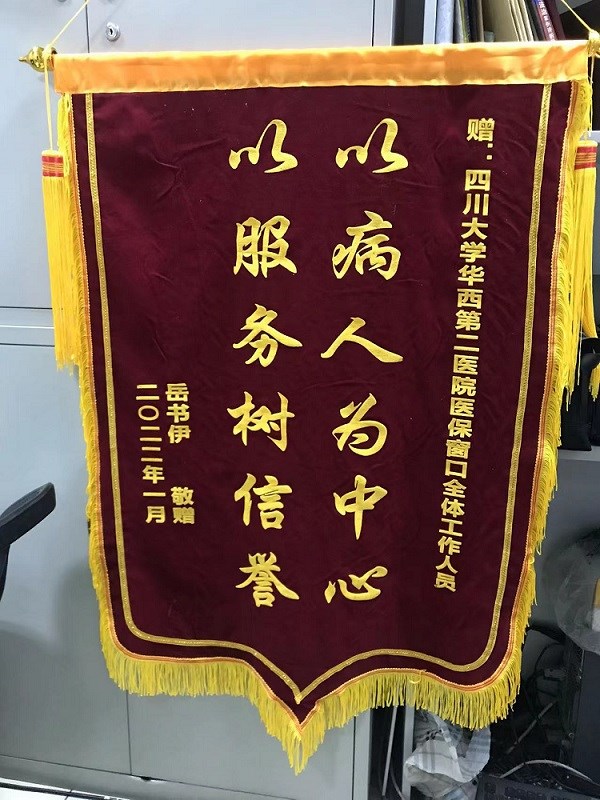 赠：四川大学华西第二医院医保窗口全体工作人员
以病人为中心
以服务树信誉
岳书伊 敬赠
二〇二二年一月